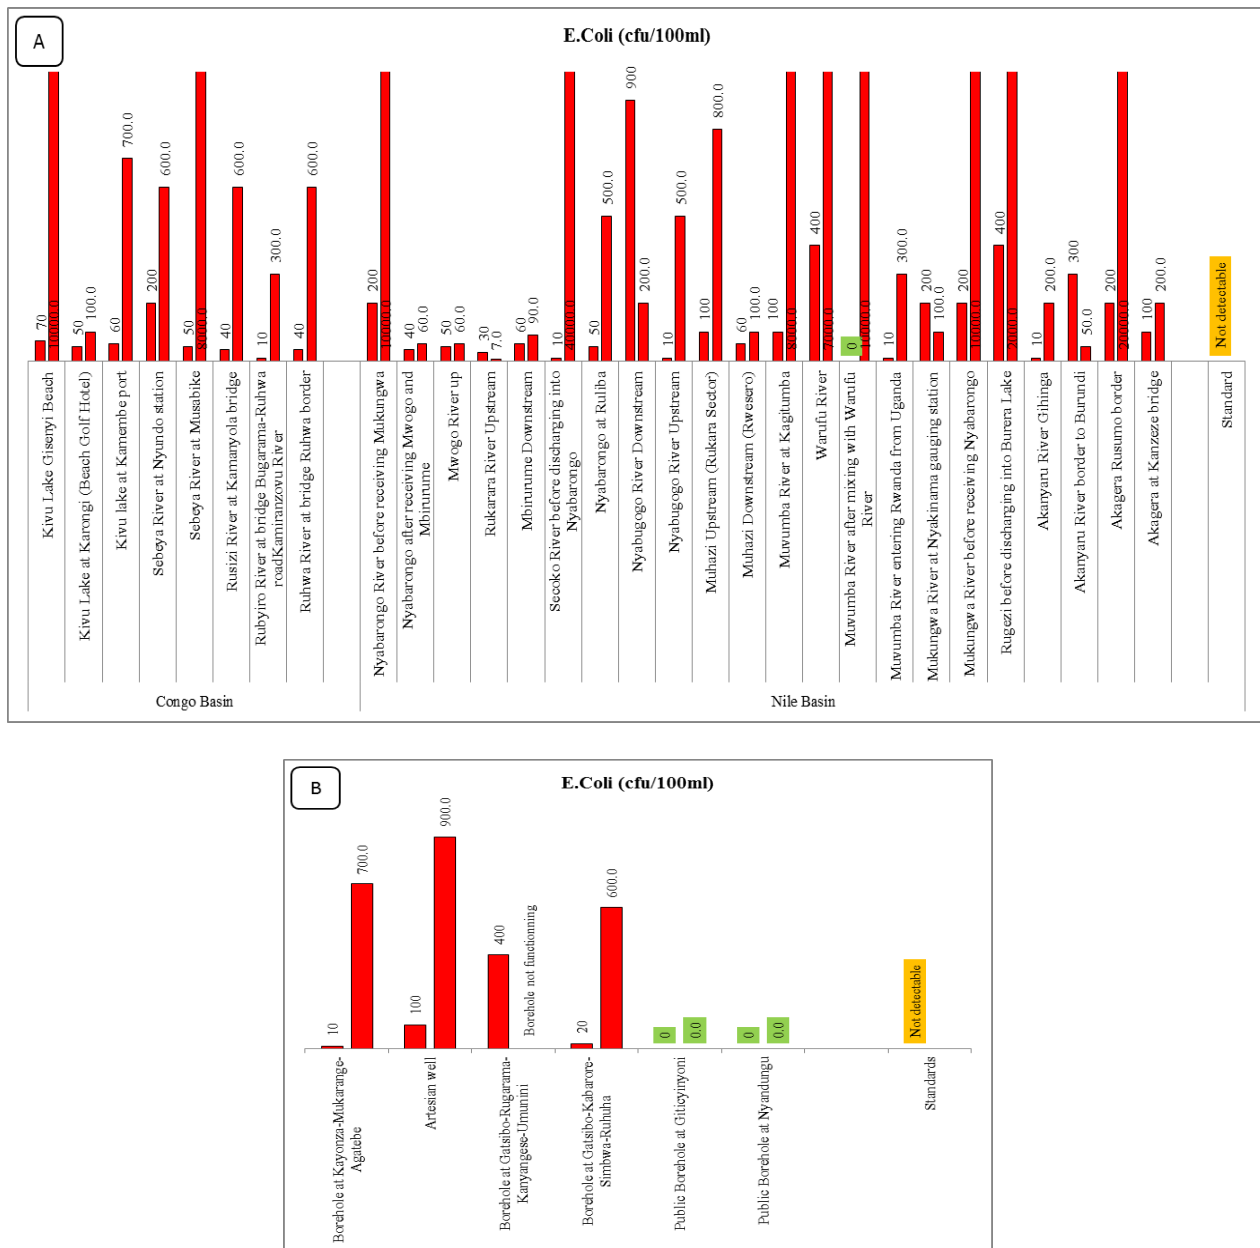 A
E.Coli (cfu/100ml)
70
10000.0
50
100.0
60
700.0
200
600.0
50
8000.0
40
600.0
10
300.0
40
600.0
200
10000.0
40
60.0
50
60.0
30
7.0
60
90.0
10
40000.0
50
500.0
900
200.0
10
500.0
100
800.0
60
100.0
100
8000.0
400
7000.0
0
10000.0
10
300.0
200
100.0
200
10000.0
400
2000.0
10
200.0
300
50.0
200
20000.0
100
200.0
Not detectable
Kivu Lake Gisenyi Beach
Kivu Lake at Karongi (Beach Golf Hotel)
Kivu lake at Kamembe port
Sebeya River at Nyundo station
Sebeya River at Musabike
Rusizi River at Kamanyola bridge
Rubyiro River at bridge Bugarama-Ruhwa
roadKamiranzovu River
Ruhwa River at bridge Ruhwa border
Nyabarongo River before receiving Mukungwa
Nyabarongo after receiving Mwogo and
Mbirurume
Mwogo River up
Rukarara River Upstream
Mbirurume Downstream
Secoko River before discharging into
Nyabarongo
Nyabarongo at Ruliba
Nyabugogo River Downstream
Nyabugogo River Upstream
Muhazi Upstream (Rukara Sector)
Muhazi Downstream (Rwesero)
Muvumba River at Kagitumba
Warufu River
Muvumba River after mixing with Warufu
River
Muvumba River entering Rwanda from Uganda
Mukungwa River at Nyakinama gauging station
Mukungwa River before receiving Nyabarongo
Rugezi before discharging into Burera Lake
Akanyaru River Gihinga
Akanyaru River border to Burundi
Akagera Rusumo border
Akagera at Kanzeze bridge
Standard
Congo Basin
Nile Basin
B
E.Coli (cfu/100ml)
10
700.0
100
900.0
400
Borehole not functionning
20
600.0
0
0.0
0
0.0
Not detectable
Borehole at Kayonza-Mukarange-
Agatebe
Artesian well
Borehole at Gatsibo-Rugarama-
Kanyangese-Umunini
Borehole at Gatsibo-Kabarore-
Simbwa-Ruhuha
Public Borehole at Giticyinyoni
Public Borehole at Nyandungu
Standards